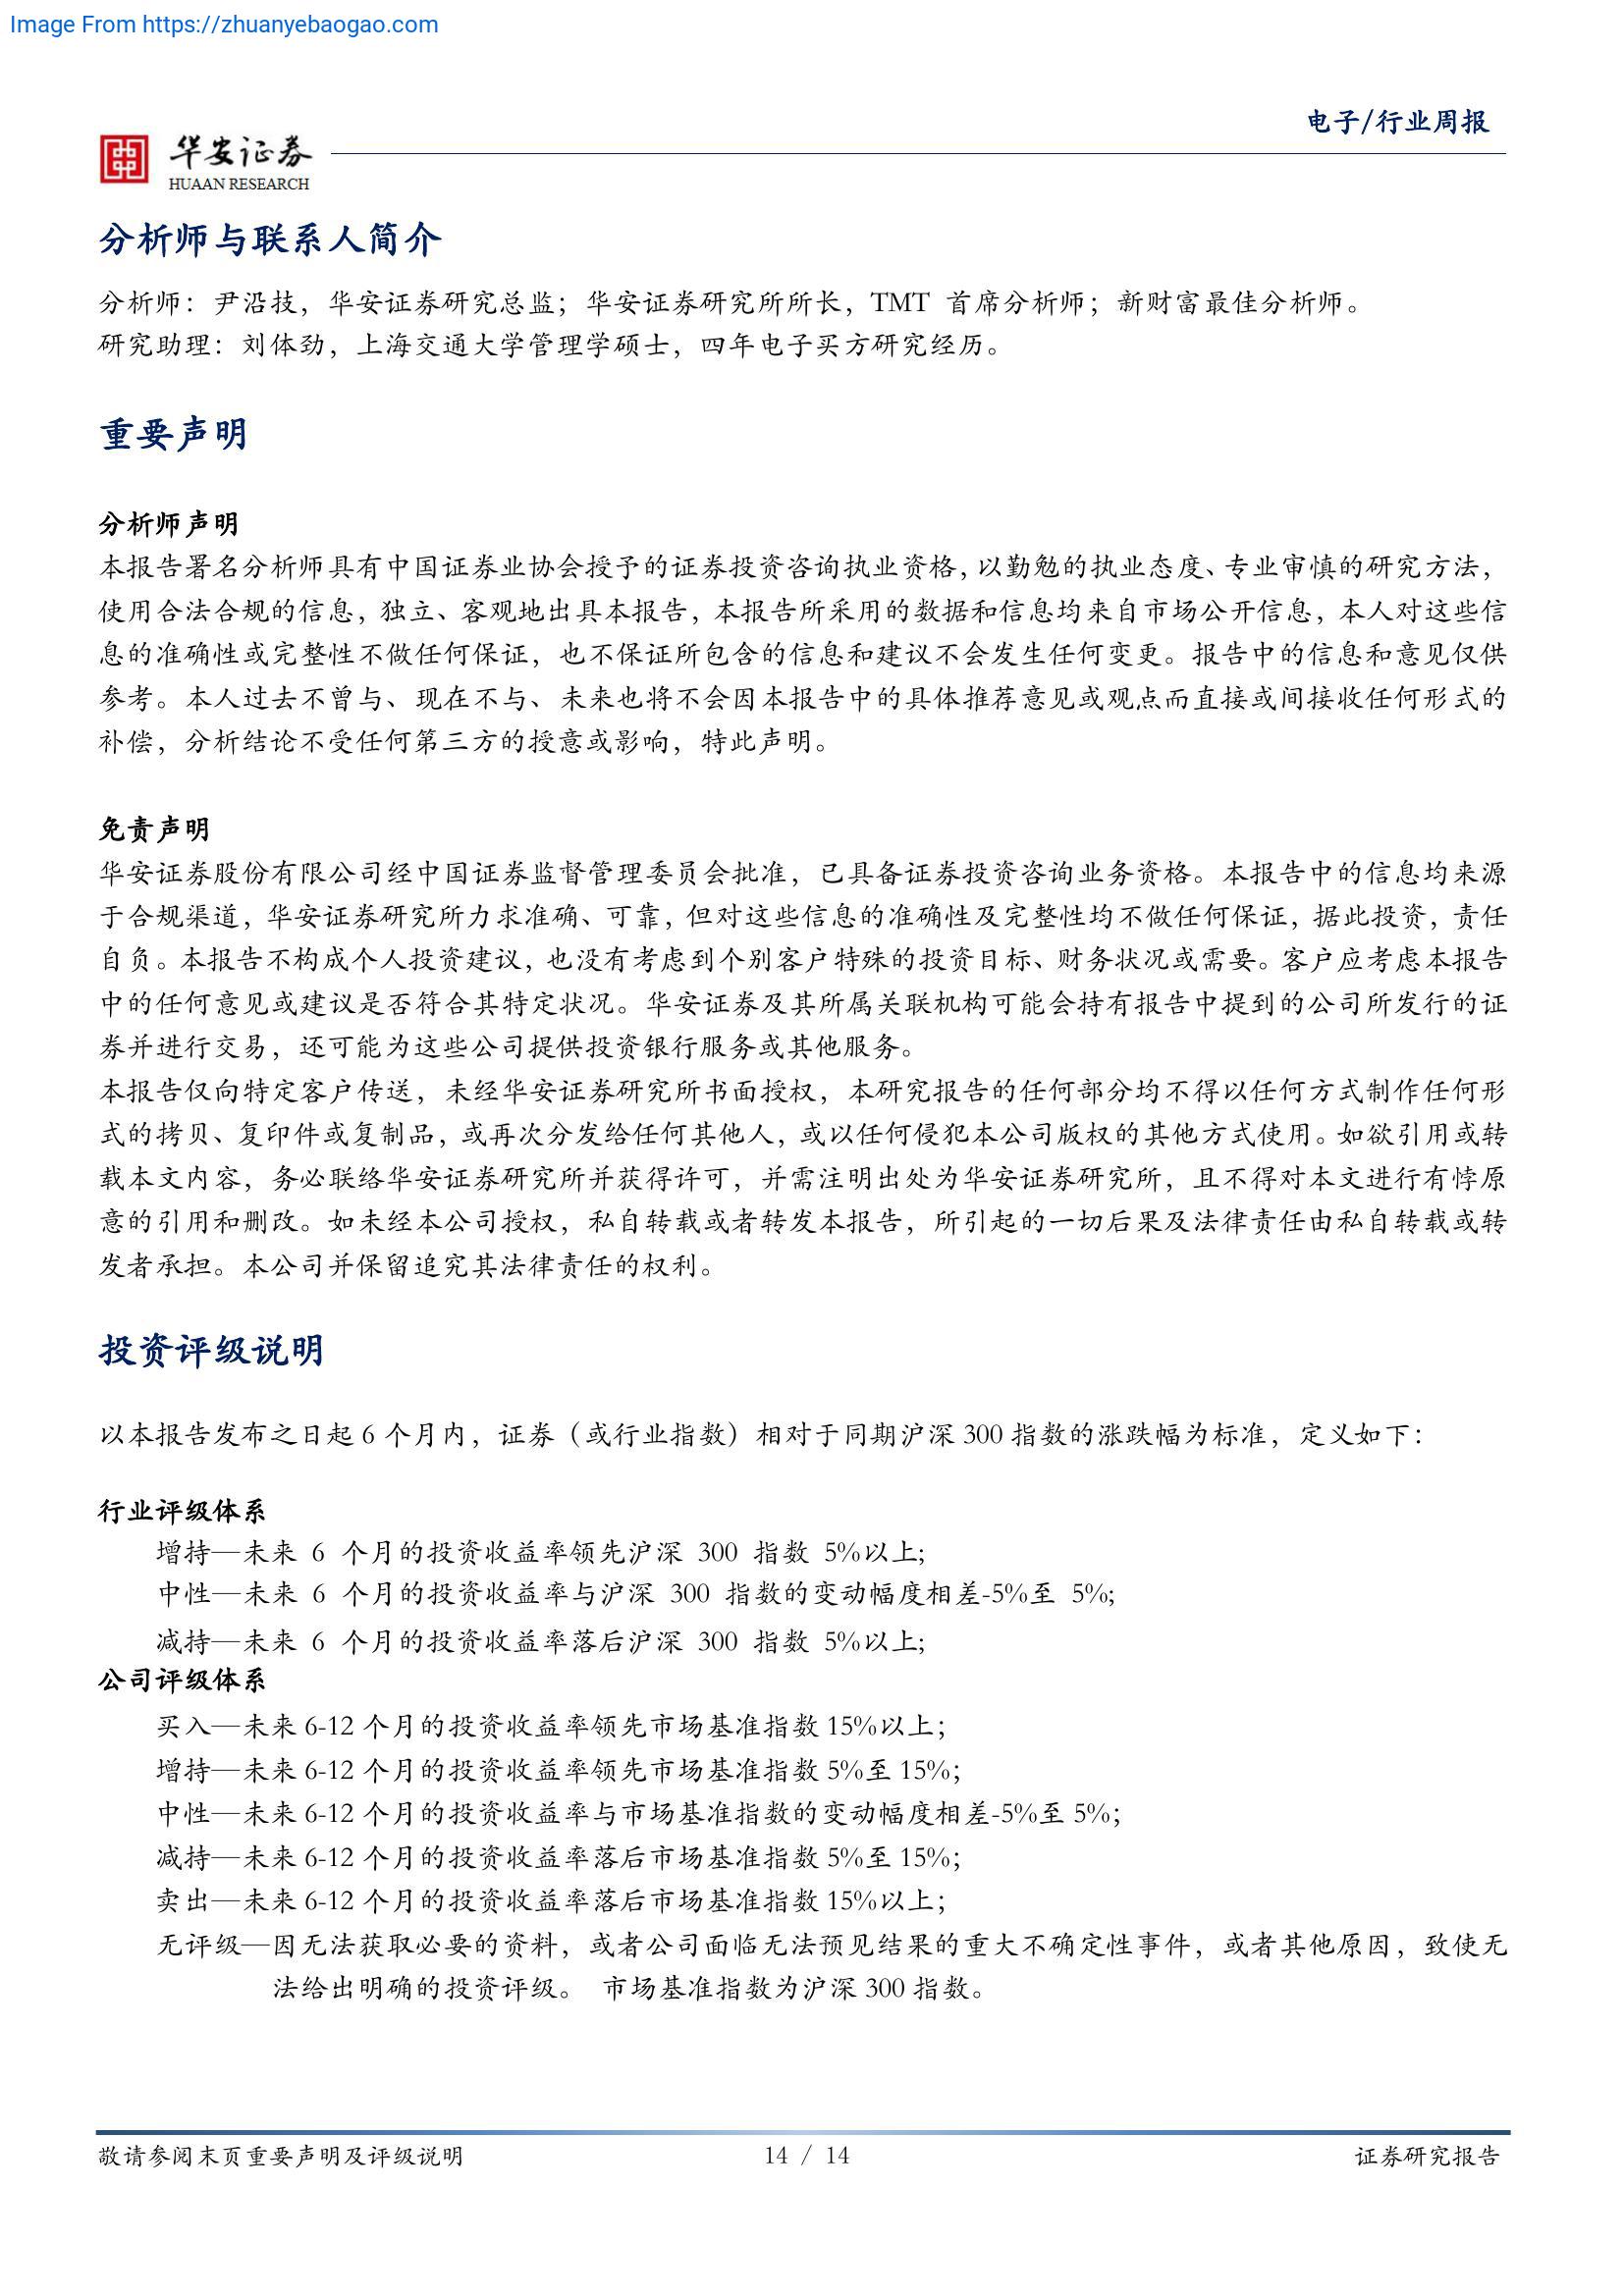 Image From https://zhuanyebaogao.com
电子/行业周报
华安证券
HUAAN RESEARCH
分析师与联系人简介
分析师：尹沿技，华安证券研究总监；华安证券研究所所长，TMT 首席分析师；新财富最佳分析师。
研究助理：刘体劲，上海交通大学管理学硕士，四年电子买方研究经历。
重要声明
分析师声明
本报告署名分析师具有中国证券业协会授予的证券投资咨询执业资格，以勤勉的执业态度、专业审慎的研究方法，
使用合法合规的信息，独立、客观地出具本报告，本报告所采用的数据和信息均来自市场公开信息，本人对这些信
息的准确性或完整性不做任何保证，也不保证所包含的信息和建议不会发生任何变更。报告中的信息和意见仅供
参考。本人过去不曾与、现在不与、未来也将不会因本报告中的具体推荐意见或观点而直接或间接收任何形式的
补偿，分析结论不受任何第三方的授意或影响，特此声明。
免责声明
华安证券股份有限公司经中国证券监督管理委员会批准，已具备证券投资咨询业务资格。本报告中的信息均来源
于合规渠道，华安证券研究所力求准确、可靠，但对这些信息的准确性及完整性均不做任何保证，据此投资，责任
自负。本报告不构成个人投资建议，也没有考虑到个别客户特殊的投资目标、财务状况或需要。客户应考虑本报告
中的任何意见或建议是否符合其特定状况。华安证券及其所属关联机构可能会持有报告中提到的公司所发行的证
券并进行交易，还可能为这些公司提供投资银行服务或其他服务。
本报告仅向特定客户传送，未经华安证券研究所书面授权，本研究报告的任何部分均不得以任何方式制作任何形
式的拷贝、复印件或复制品，或再次分发给任何其他人，或以任何侵犯本公司版权的其他方式使用。如欲引用或转
载本文内容，务必联络华安证券研究所并获得许可，并需注明出处为华安证券研究所，且不得对本文进行有悖原
意的引用和删改。如未经本公司授权，私自转载或者转发本报告，所引起的一切后果及法律责任由私自转载或转
发者承担。本公司并保留追究其法律责任的权利。
投资评级说明
以本报告发布之日起 6 个月内，证券（或行业指数）相对于同期沪深 300 指数的涨跌幅为标准，定义如下：
行业评级体系
增持—未来 6 个月的投资收益率领先沪深 300 指数 5%以上;
中性—未来 6 个月的投资收益率与沪深 300 指数的变动幅度相差-5%至 5%;
减持—未来 6 个月的投资收益率落后沪深 300 指数 5%以上;
公司评级体系
买入—未来 6-12 个月的投资收益率领先市场基准指数 15%以上；
增持—未来 6-12 个月的投资收益率领先市场基准指数 5%至 15%；
中性—未来 6-12 个月的投资收益率与市场基准指数的变动幅度相差-5%至 5%；
减持—未来 6-12 个月的投资收益率落后市场基准指数 5%至 15%；
卖出—未来 6-12 个月的投资收益率落后市场基准指数 15%以上；
无评级—因无法获取必要的资料，或者公司面临无法预见结果的重大不确定性事件，或者其他原因，致使无
法给出明确的投资评级。 市场基准指数为沪深 300 指数。
敬请参阅末页重要声明及评级说明
14 / 14
证券研究报告